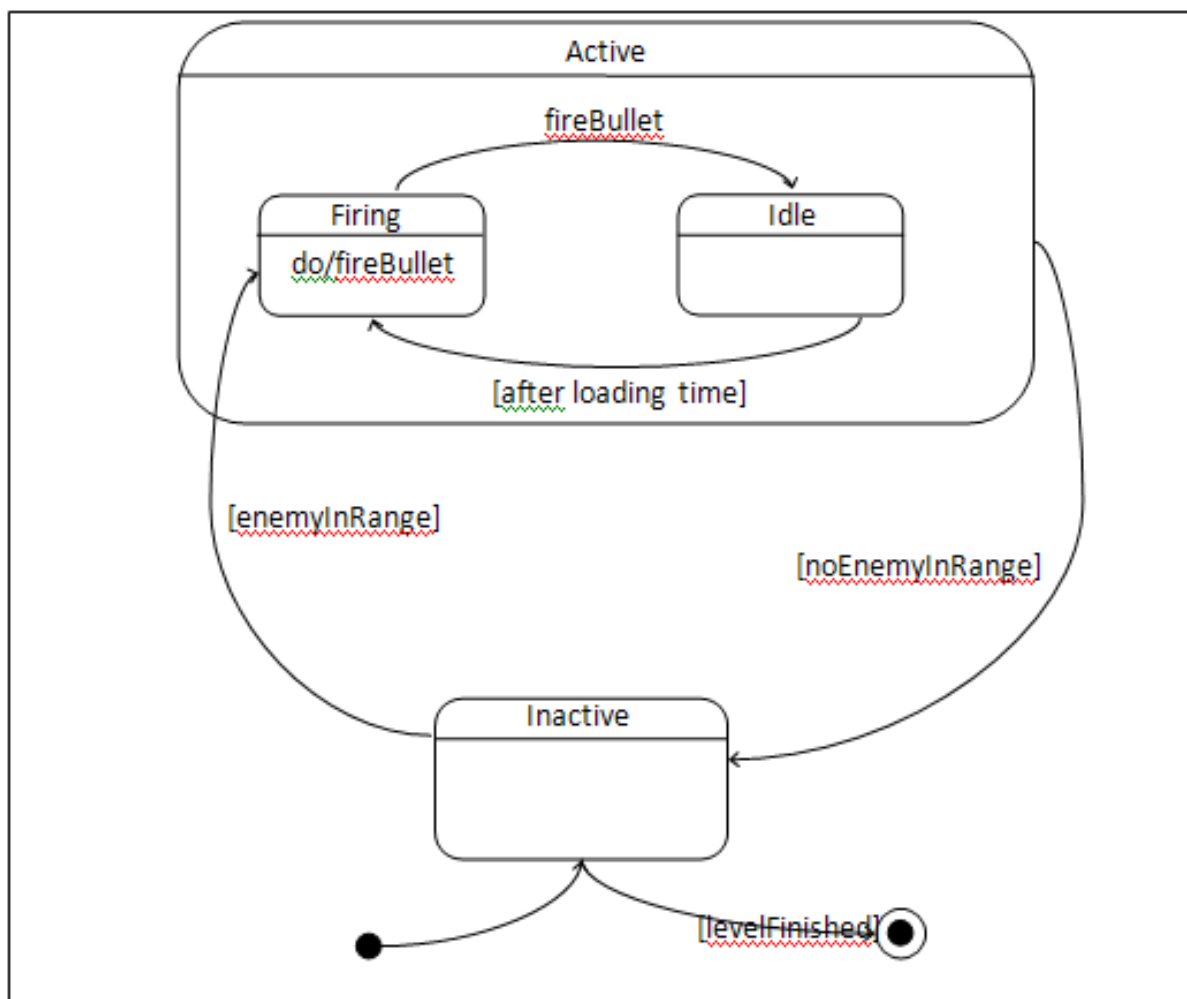 Active
fireBullet
Firing
Idle
do/fireBullet
[after loading time]
[enemyInRange]
[noEnemyInRange]
Inactive
[levelFinished]